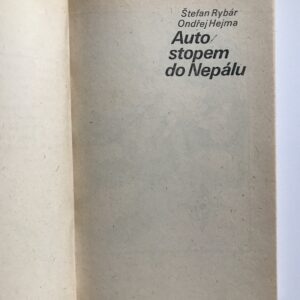 Štefan Rybár
Ondřej Hejma
Auto/
stopem
do Nepálu